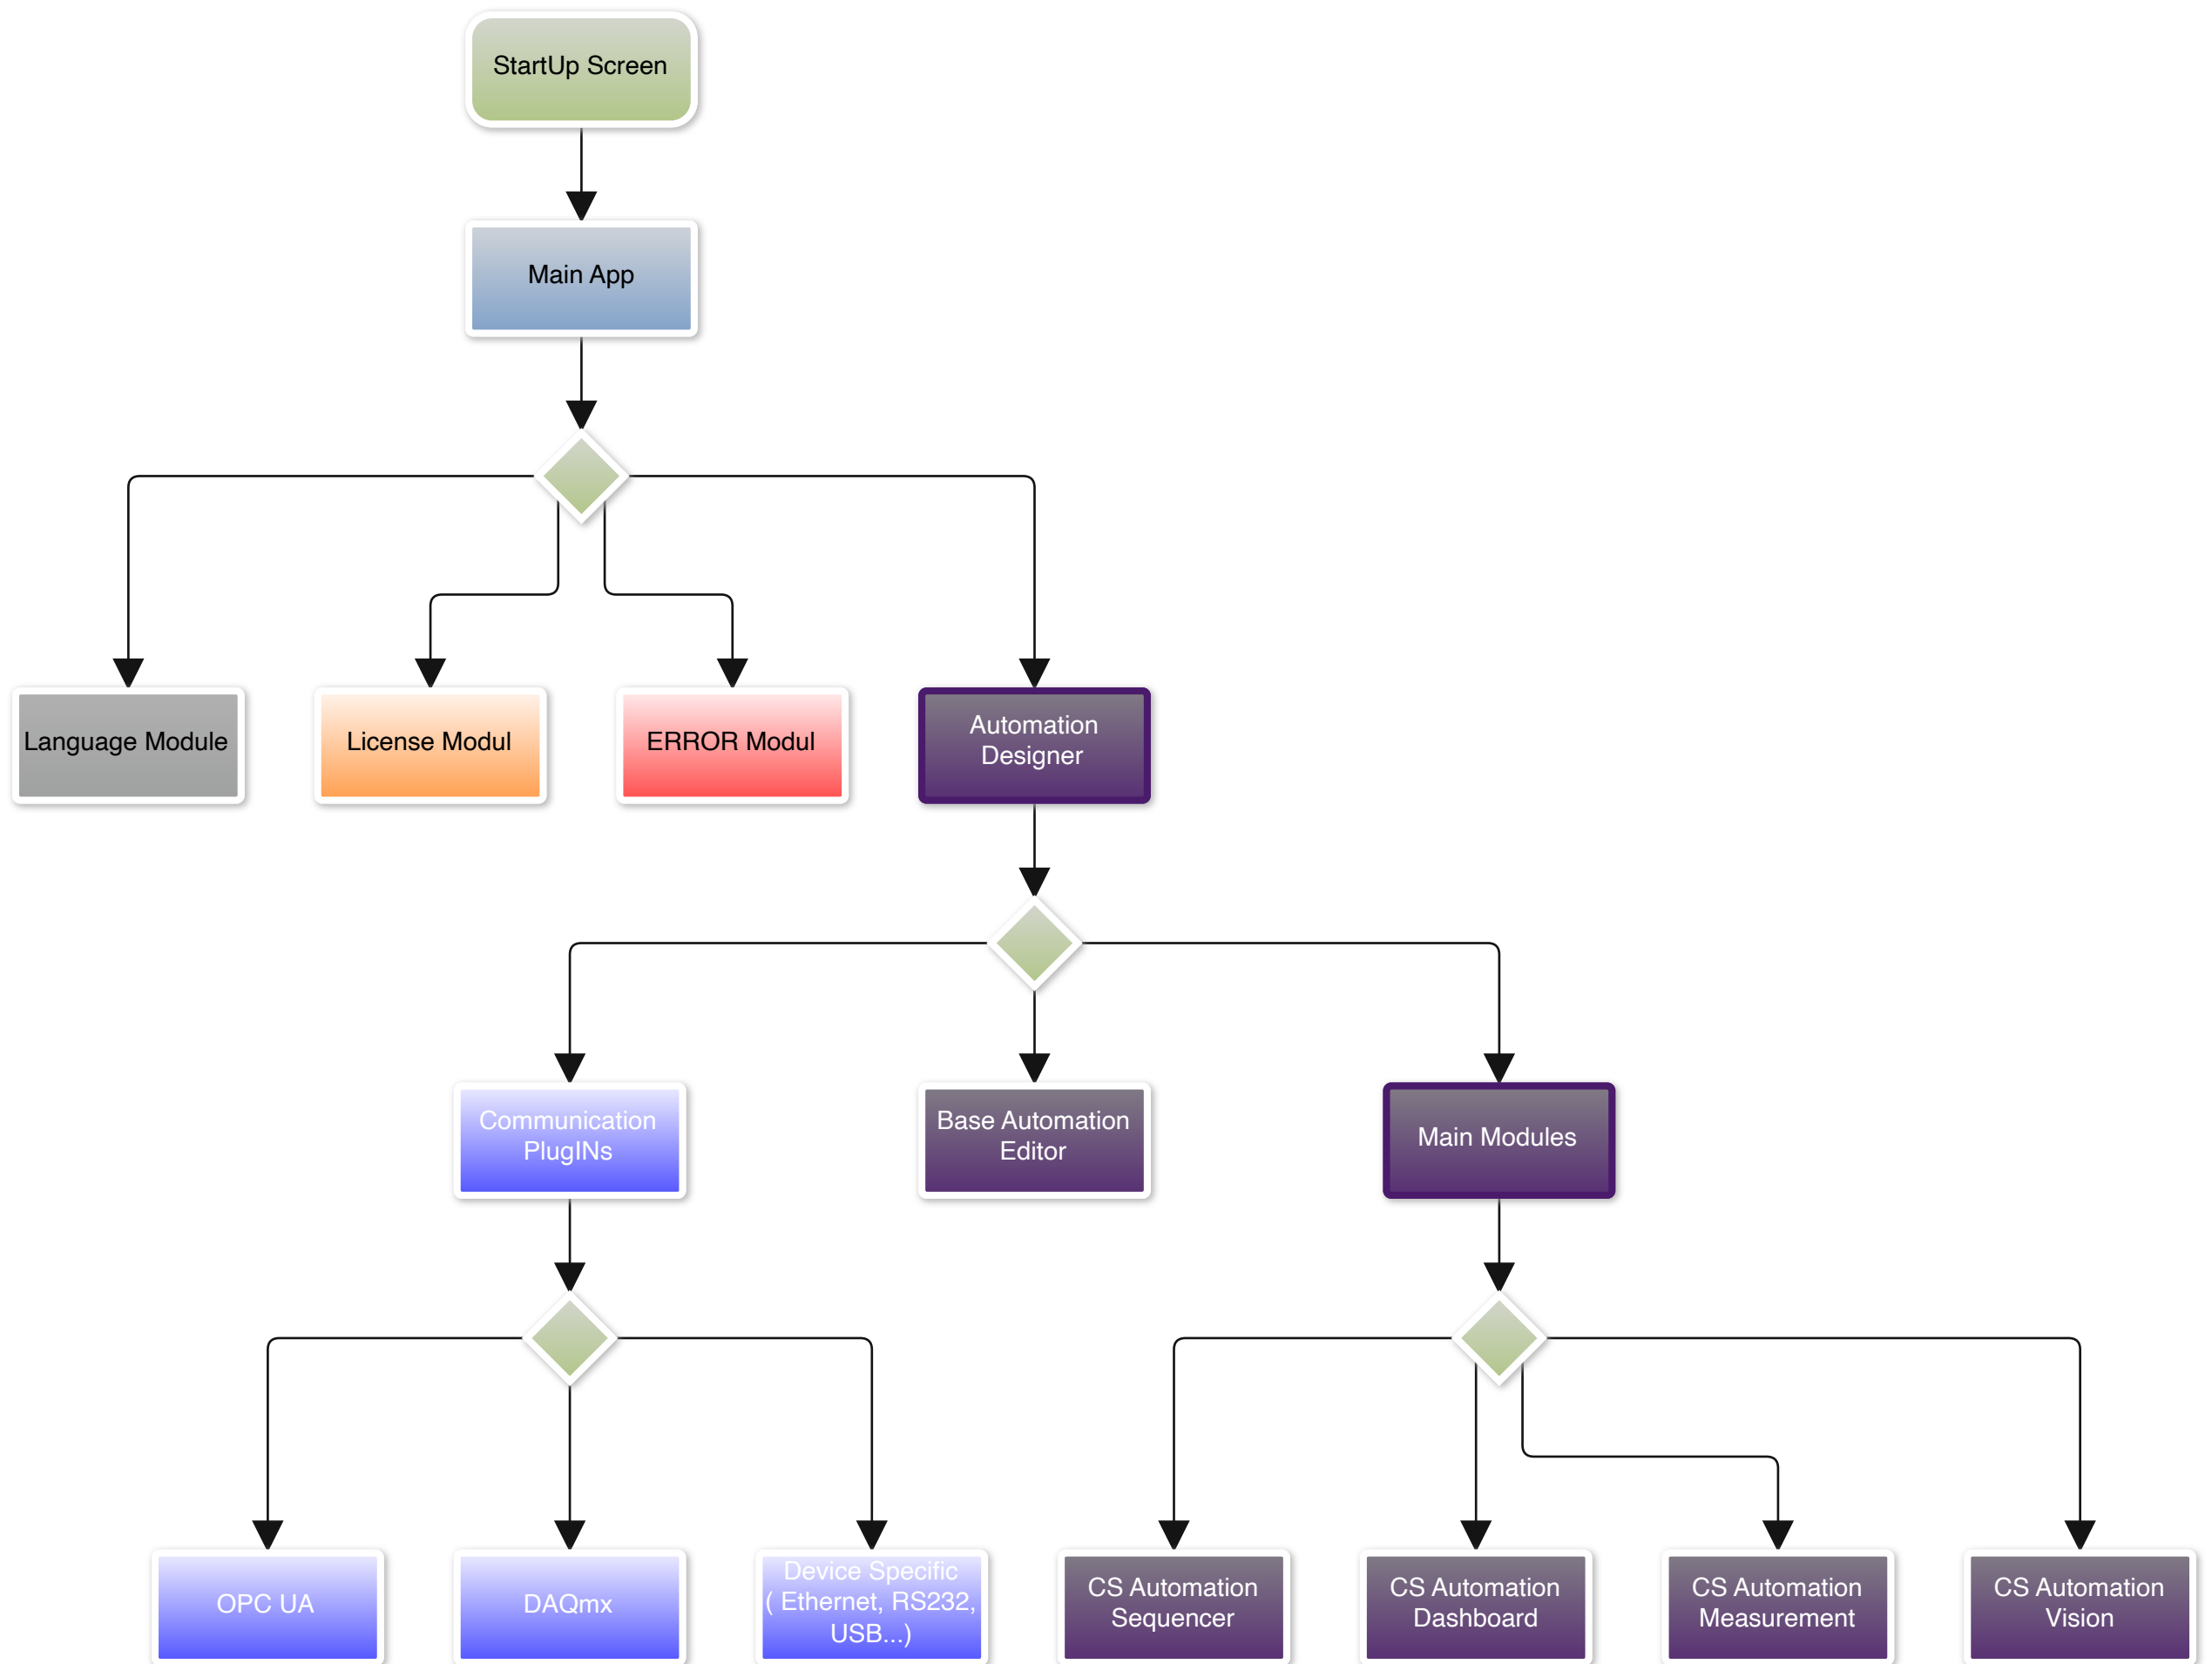 StartUp Screen
Main App
Language Module
License Modul
ERROR Modul
Automation
Designer
Communication
PlugINs
Base Automation
Editor
Main Modules
OPC UA
DAQmx
Device Specific
( Ethernet, RS232,
USB...)
CS Automation
Sequencer
CS Automation
Dashboard
CS Automation
Measurement
CS Automation
Vision